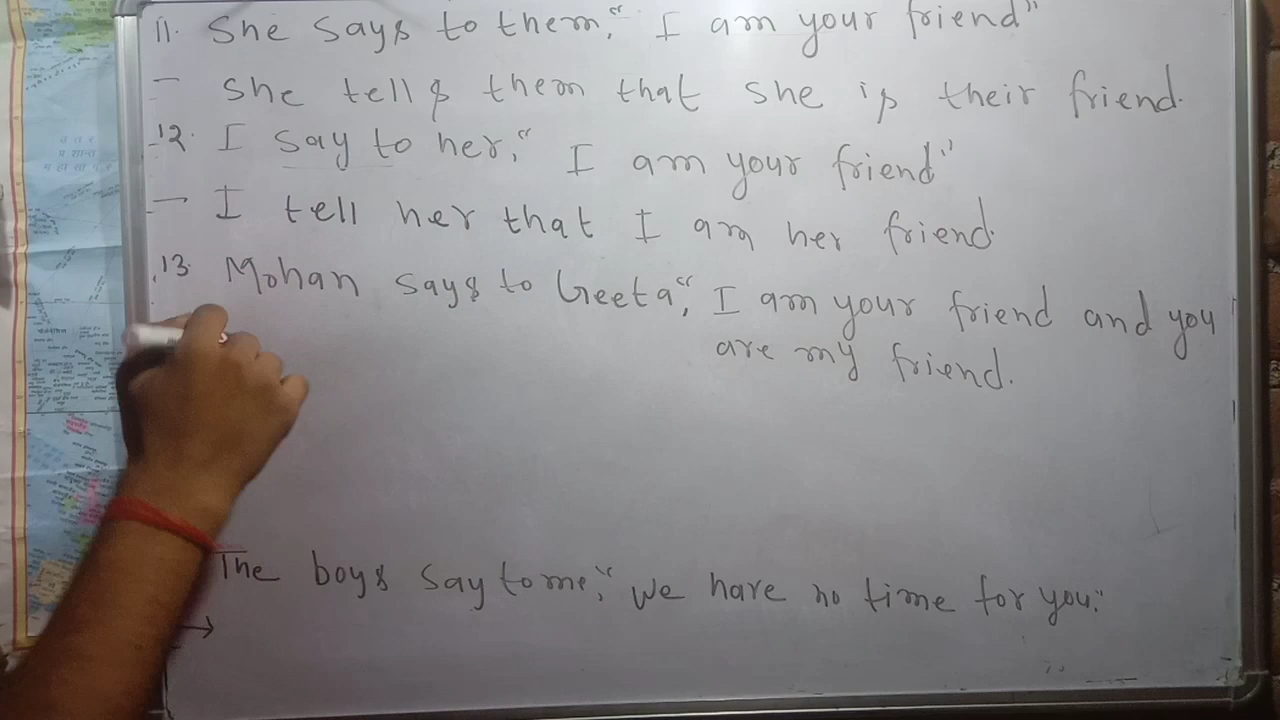 11. She says to them," I am your friend"
— She tells them that she is their friend.
12. I say to her," I am your friend"
— I tell her that I am her friend.
13. Mohan says to Geeta", I am your friend and you
are my friend.
The boys say to me," We have no time for you."
→